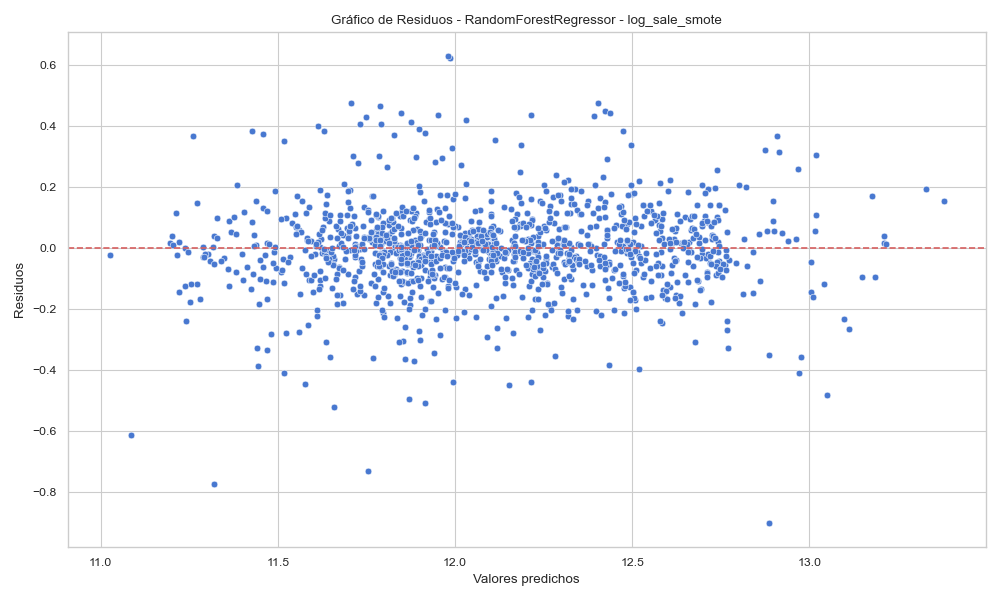 Gráfico de Residuos - RandomForestRegressor - log_sale_smote
0.6
0.4
0.2
0.0
−0.2
−0.4
−0.6
−0.8
Residuos
11.0 11.5 12.0 12.5 13.0
Valores predichos